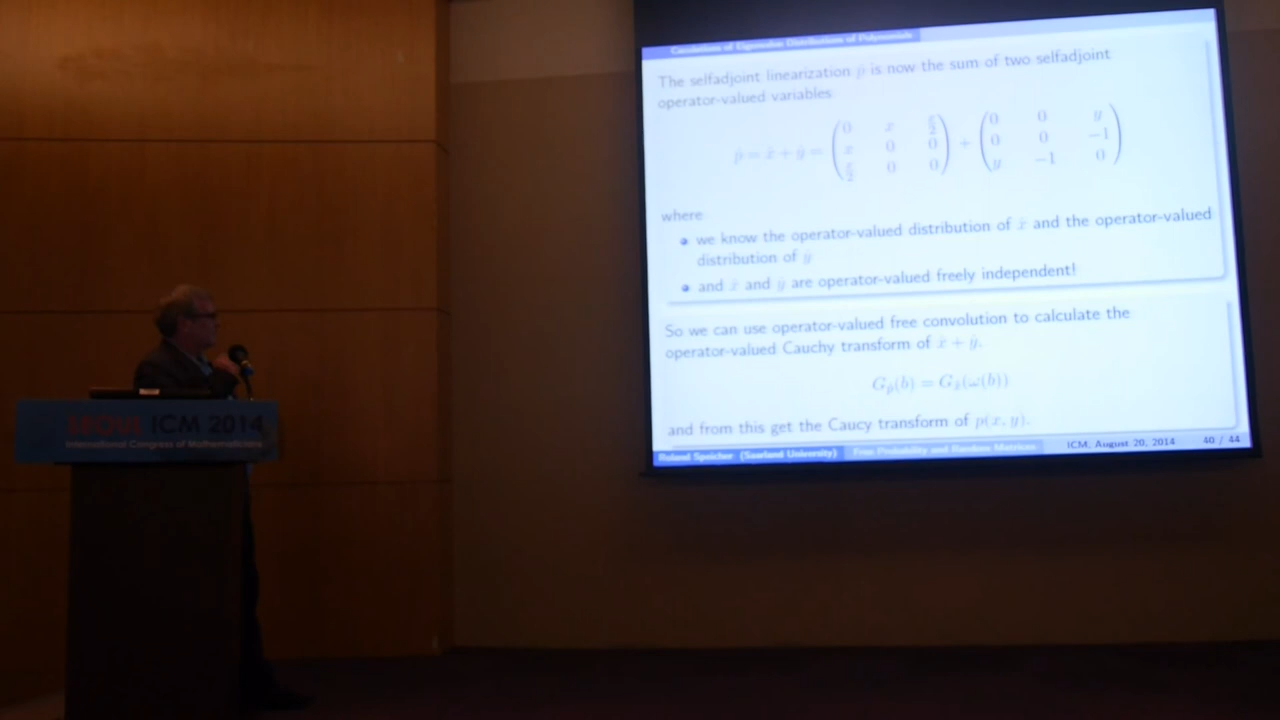 Calculations of Eigenvalue Distributions of Polynomials
The selfadjoint linearization p̂ is now the sum of two selfadjoint
operator-valued variables
p̂ = x̂ + ŷ = (0 x x/2; x 0 0; x/2 0 0) + (0 0 y; 0 0 −1; y −1 0)
where
we know the operator-valued distribution of x̂ and the operator-valued
distribution of ŷ
and x̂ and ŷ are operator-valued freely independent!
So we can use operator-valued free convolution to calculate the
operator-valued Cauchy transform of x̂ + ŷ.
G_p̂(b) = G_x̂(ω(b))
and from this get the Caucy transform of p(x, y).
Roland Speicher (Saarland University) Free Probability and Random Matrices ICM, August 20, 2014 40 / 44
SEOUL ICM 2014
International Congress of Mathematicians